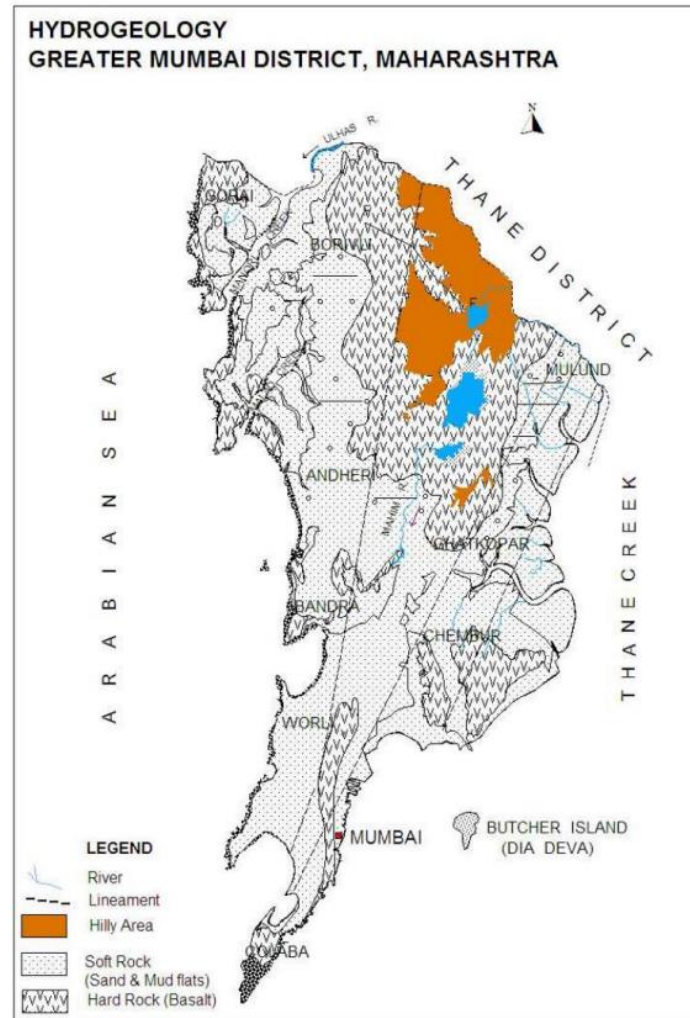 HYDROGEOLOGY
GREATER MUMBAI DISTRICT, MAHARASHTRA
N
ULHAS R.
THANE DISTRICT
GORAI
BORIVLI
MULUND
ARABIAN SEA
ANDHERI
MAHIM R.
GHATKOPAR
THANE CREEK
BANDRA
CHEMBUR
WORLI
MUMBAI
BUTCHER ISLAND
(DIA DEVA)
COLABA
LEGEND
River
Lineament
Hilly Area
Soft Rock
(Sand & Mud flats)
Hard Rock (Basalt)